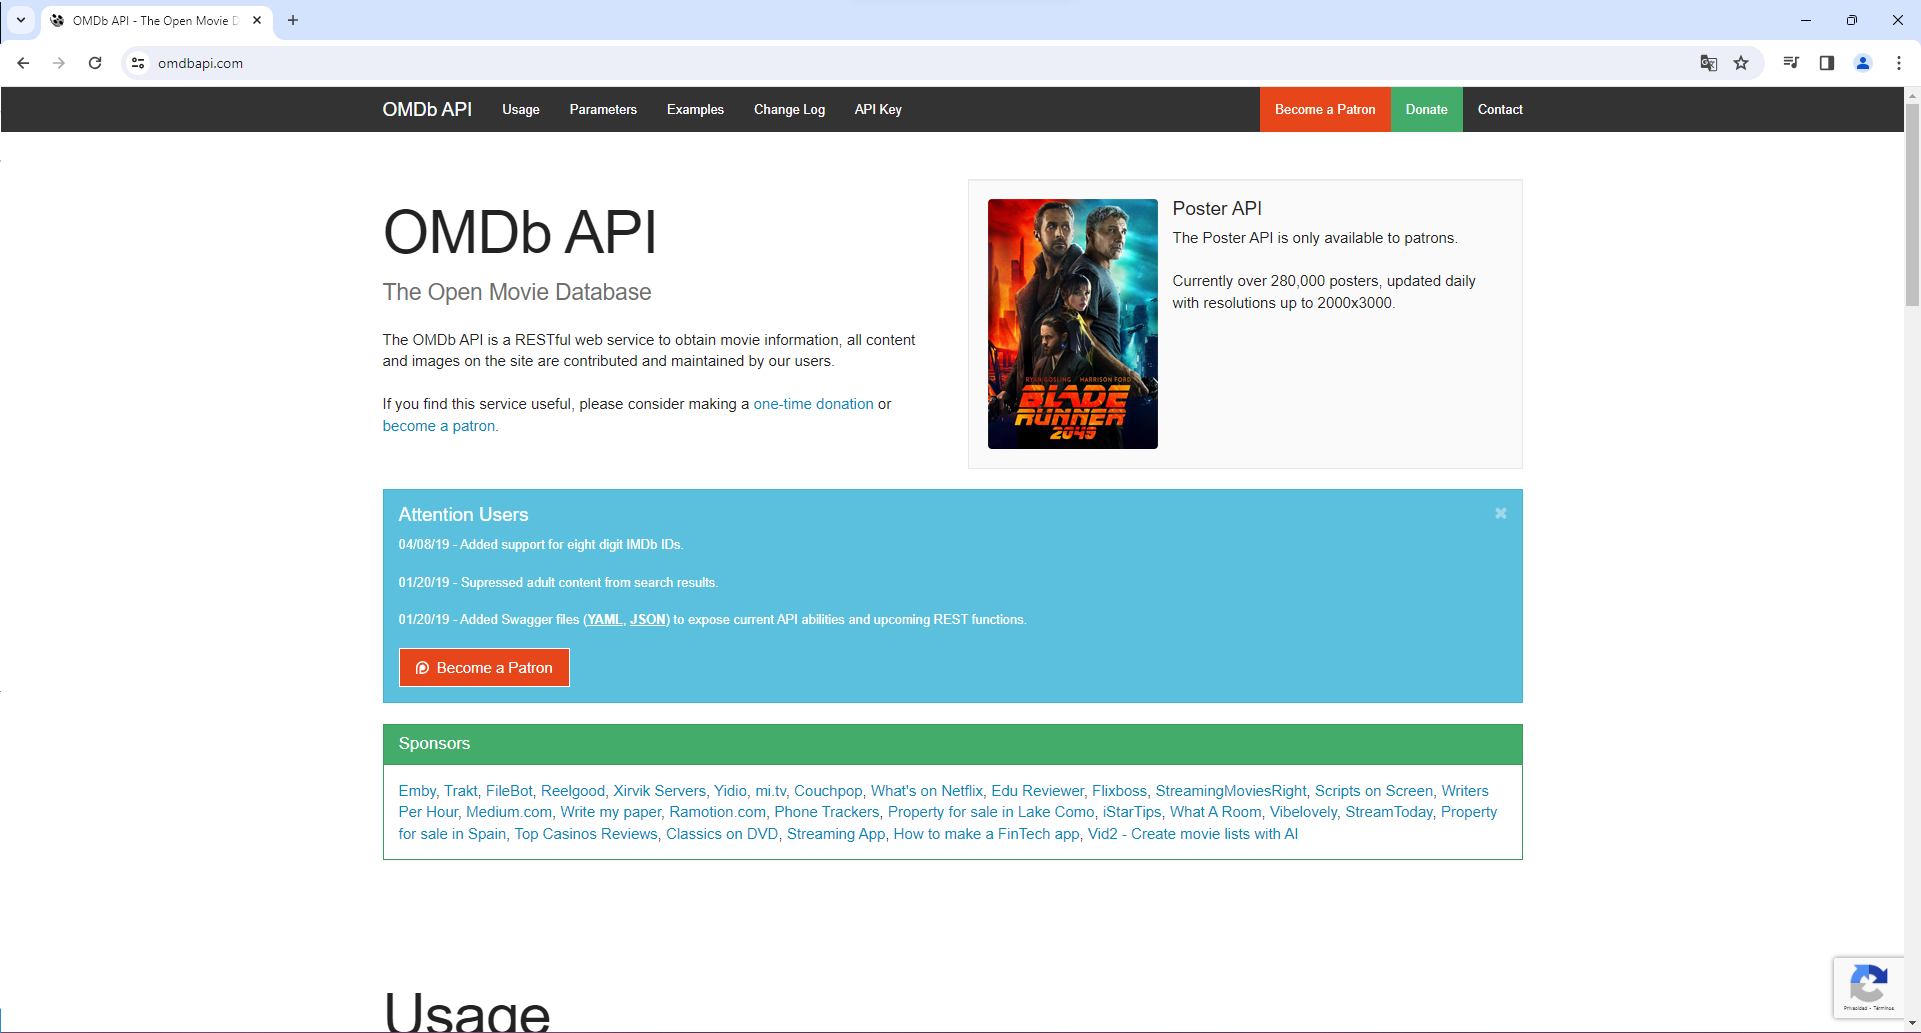 OMDb API - The Open Movie D
omdbapi.com
OMDb API Usage Parameters Examples Change Log API Key Become a Patron Donate Contact
OMDb API
The Open Movie Database
The OMDb API is a RESTful web service to obtain movie information, all content
and images on the site are contributed and maintained by our users.
If you find this service useful, please consider making a one-time donation or
become a patron.
RYAN GOSLING / HARRISON FORD
BLADE
RUNNER
2049
Poster API
The Poster API is only available to patrons.
Currently over 280,000 posters, updated daily
with resolutions up to 2000x3000.
Attention Users
04/08/19 - Added support for eight digit IMDb IDs.
01/20/19 - Supressed adult content from search results.
01/20/19 - Added Swagger files (YAML, JSON) to expose current API abilities and upcoming REST functions.
Become a Patron
Sponsors
Emby, Trakt, FileBot, Reelgood, Xirvik Servers, Yidio, mi.tv, Couchpop, What's on Netflix, Edu Reviewer, Flixboss, StreamingMoviesRight, Scripts on Screen, Writers
Per Hour, Medium.com, Write my paper, Ramotion.com, Phone Trackers, Property for sale in Lake Como, iStarTips, What A Room, Vibelovely, StreamToday, Property
for sale in Spain, Top Casinos Reviews, Classics on DVD, Streaming App, How to make a FinTech app, Vid2 - Create movie lists with AI
Usage
Privacidad - Términos